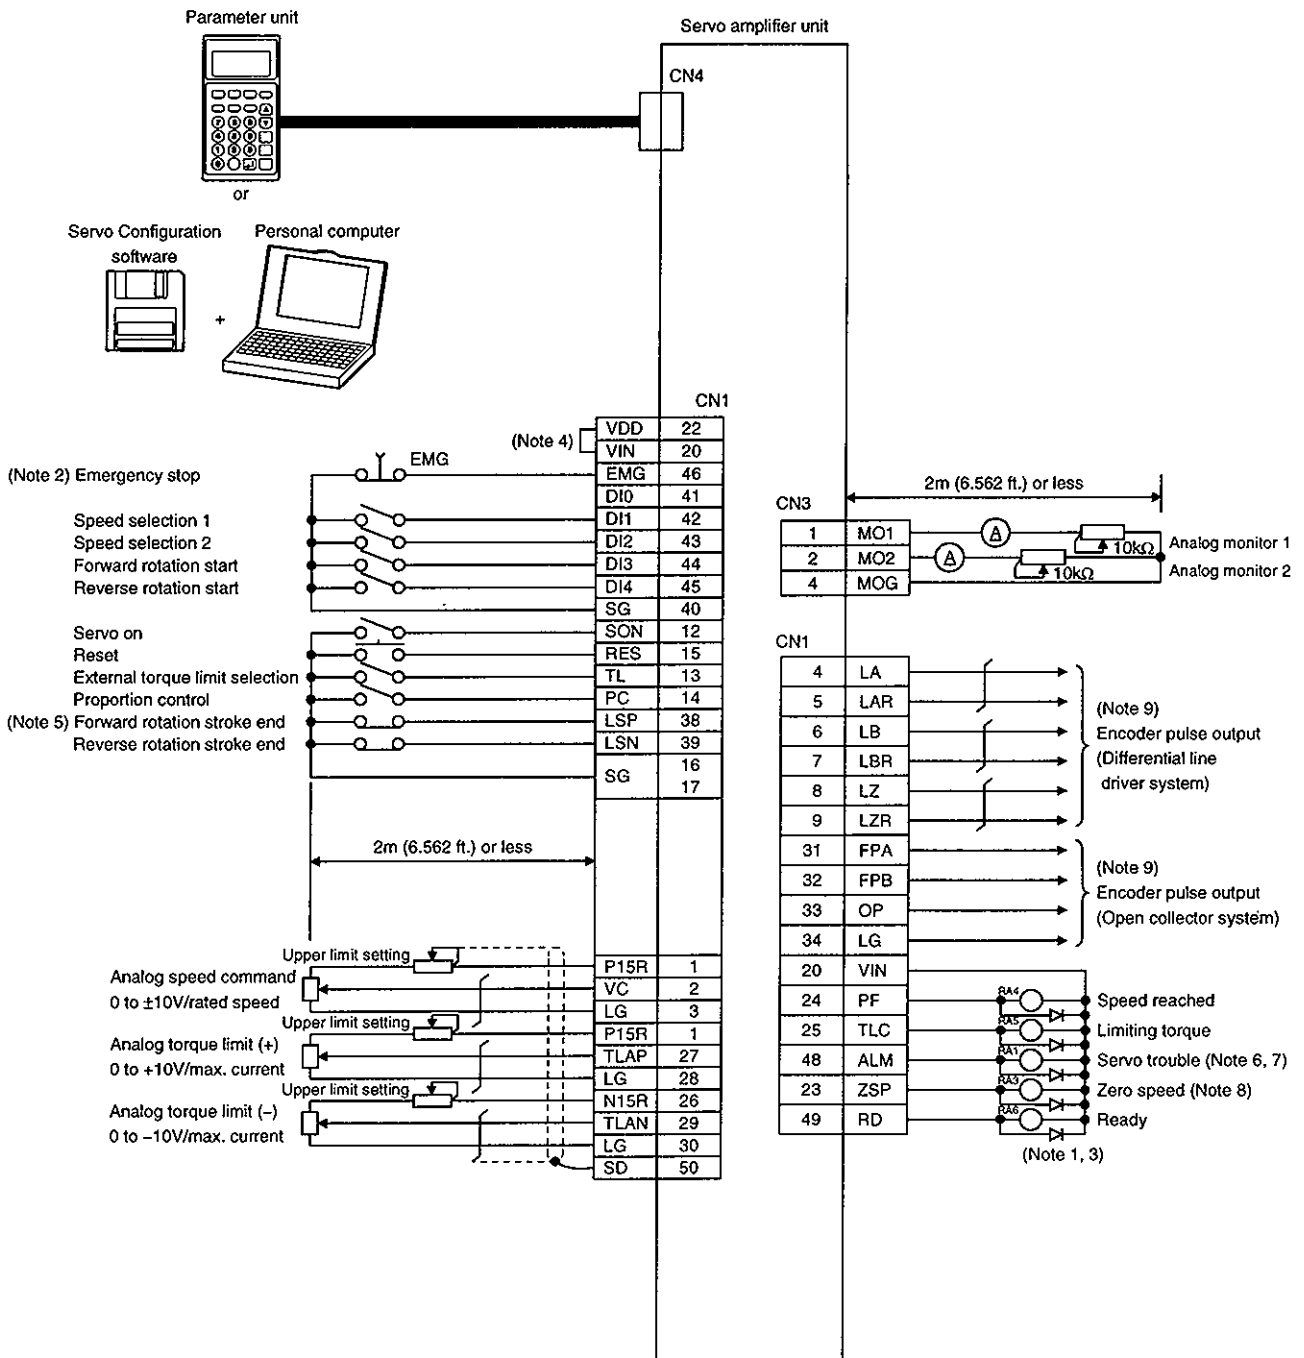 Parameter unit
Servo amplifier unit
CN4
or
Servo Configuration software
Personal computer
+
CN1
(Note 4)
VDD 22
VIN 20
(Note 2) Emergency stop EMG EMG 46
DI0 41
Speed selection 1 DI1 42
Speed selection 2 DI2 43
Forward rotation start DI3 44
Reverse rotation start DI4 45
SG 40
Servo on SON 12
Reset RES 15
External torque limit selection TL 13
Proportion control PC 14
(Note 5) Forward rotation stroke end LSP 38
Reverse rotation stroke end LSN 39
SG 16
17
2m (6.562 ft.) or less
Upper limit setting P15R 1
Analog speed command
0 to ±10V/rated speed
VC 2
LG 3
Upper limit setting P15R 1
Analog torque limit (+)
0 to +10V/max. current
TLAP 27
LG 28
Upper limit setting N15R 26
Analog torque limit (−)
0 to −10V/max. current
TLAN 29
LG 30
SD 50
2m (6.562 ft.) or less
CN3
1 MO1 A 10kΩ Analog monitor 1
2 MO2 A 10kΩ Analog monitor 2
4 MOG
CN1
4 LA
5 LAR
6 LB
7 LBR
8 LZ
9 LZR
(Note 9)
Encoder pulse output
(Differential line
driver system)
31 FPA
32 FPB
33 OP
34 LG
(Note 9)
Encoder pulse output
(Open collector system)
20 VIN
24 PF RA4 Speed reached
25 TLC RA5 Limiting torque
48 ALM RA1 Servo trouble (Note 6, 7)
23 ZSP RA3 Zero speed (Note 8)
49 RD RA6 Ready
(Note 1, 3)